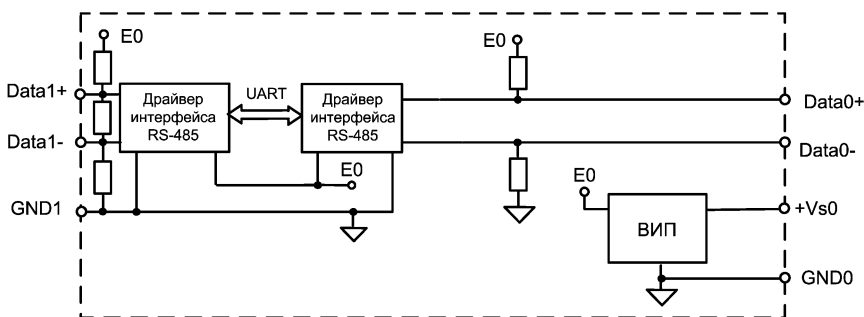 E0
E0
Data1+
Драйвер
интерфейса
RS-485
UART
Драйвер
интерфейса
RS-485
Data0+
Data1-
Data0-
E0
E0
GND1
ВИП
+Vs0
GND0